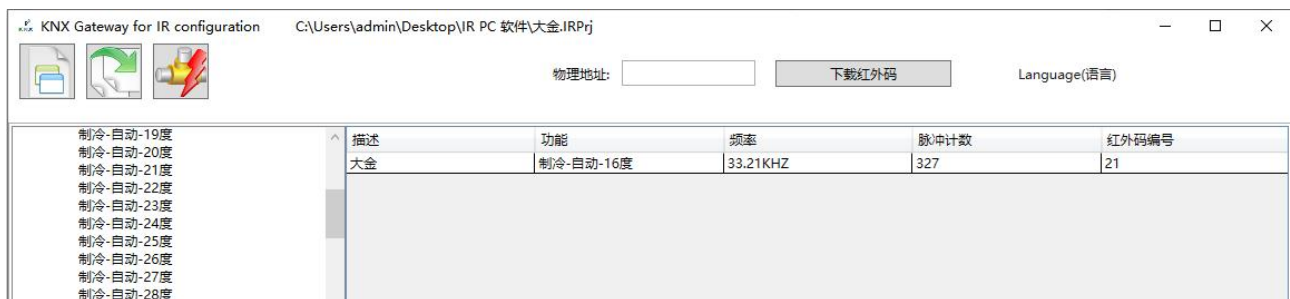 KNX Gateway for IR configuration C:\Users\admin\Desktop\IR PC 软件\大金.IRPrj
物理地址: 下载红外码 Language(语言)
制冷-自动-19度
制冷-自动-20度
制冷-自动-21度
制冷-自动-22度
制冷-自动-23度
制冷-自动-24度
制冷-自动-25度
制冷-自动-26度
制冷-自动-27度
制冷-自动-28度
描述 功能 频率 脉冲计数 红外码编号
大金 制冷-自动-16度 33.21KHZ 327 21